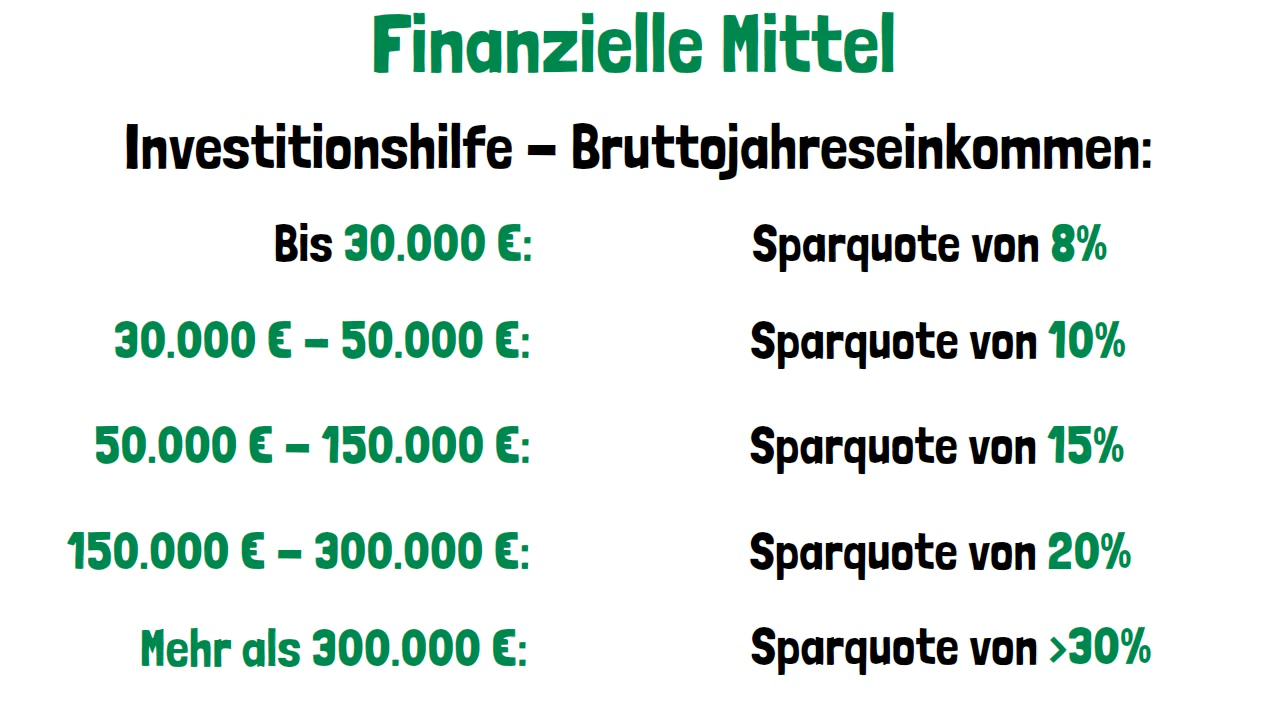 Finanzielle Mittel
Investitionshilfe – Bruttojahreseinkommen:
Bis 30.000 €: Sparquote von 8%
30.000 € – 50.000 €: Sparquote von 10%
50.000 € – 150.000 €: Sparquote von 15%
150.000 € – 300.000 €: Sparquote von 20%
Mehr als 300.000 €: Sparquote von >30%